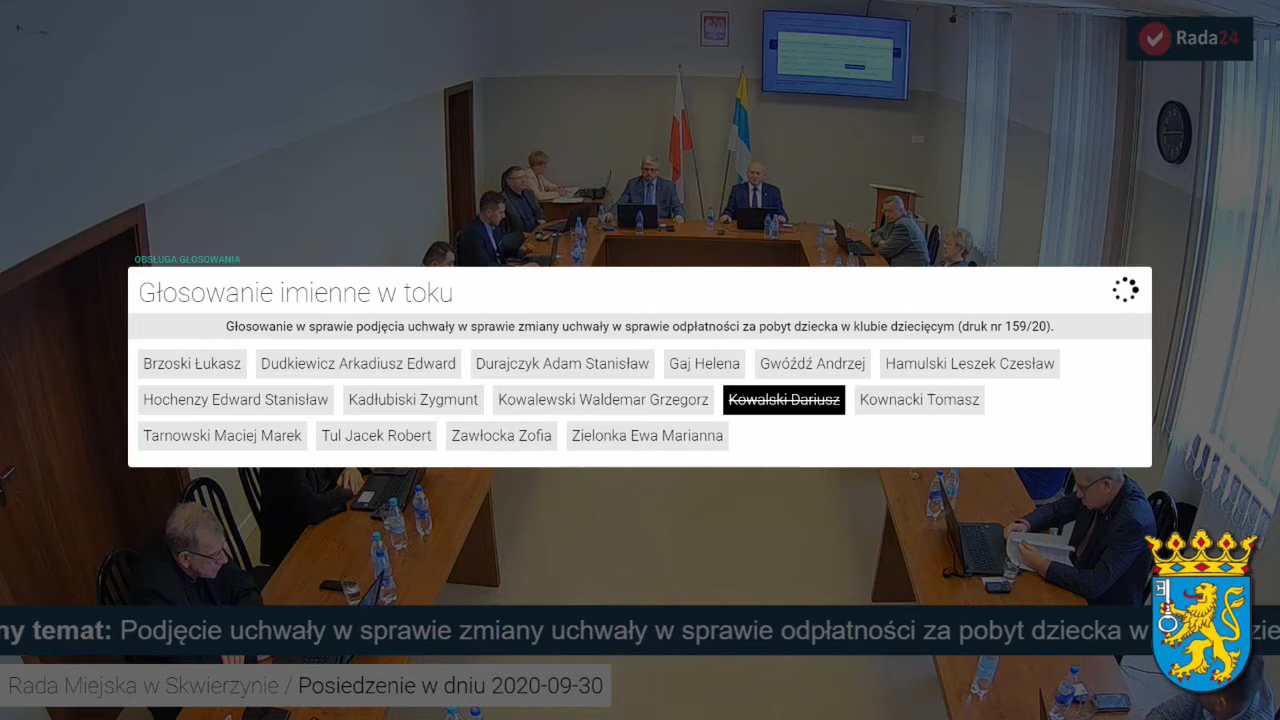 Rada24
OBSŁUGA GŁOSOWANIA
Głosowanie imienne w toku
Głosowanie w sprawie podjęcia uchwały w sprawie zmiany uchwały w sprawie odpłatności za pobyt dziecka w klubie dziecięcym (druk nr 159/20).
Brzoski Łukasz Dudkiewicz Arkadiusz Edward Durajczyk Adam Stanisław Gaj Helena Gwóźdź Andrzej Hamulski Leszek Czesław
Hochenzy Edward Stanisław Kadłubiski Zygmunt Kowalewski Waldemar Grzegorz Kowalski Dariusz Kownacki Tomasz
Tarnowski Maciej Marek Tul Jacek Robert Zawłocka Zofia Zielonka Ewa Marianna
ny temat: Podjęcie uchwały w sprawie zmiany uchwały w sprawie odpłatności za pobyt dziecka w
Rada Miejska w Skwierzynie / Posiedzenie w dniu 2020-09-30